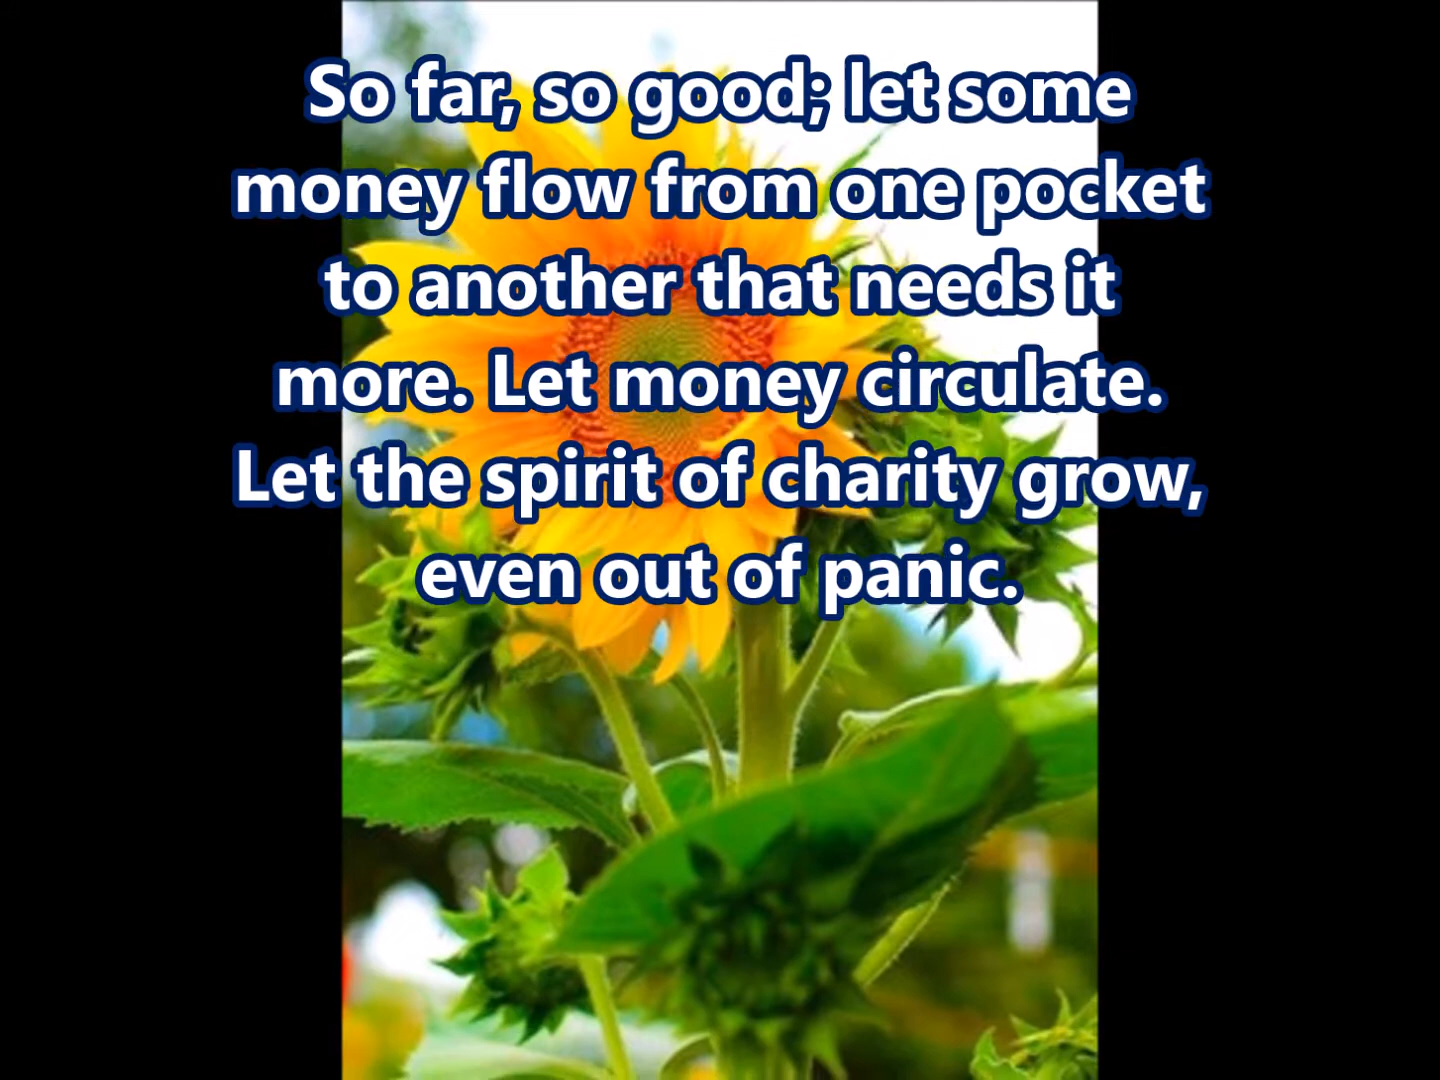 So far, so good; let some
money flow from one pocket
to another that needs it
more. Let money circulate.
Let the spirit of charity grow,
even out of panic.